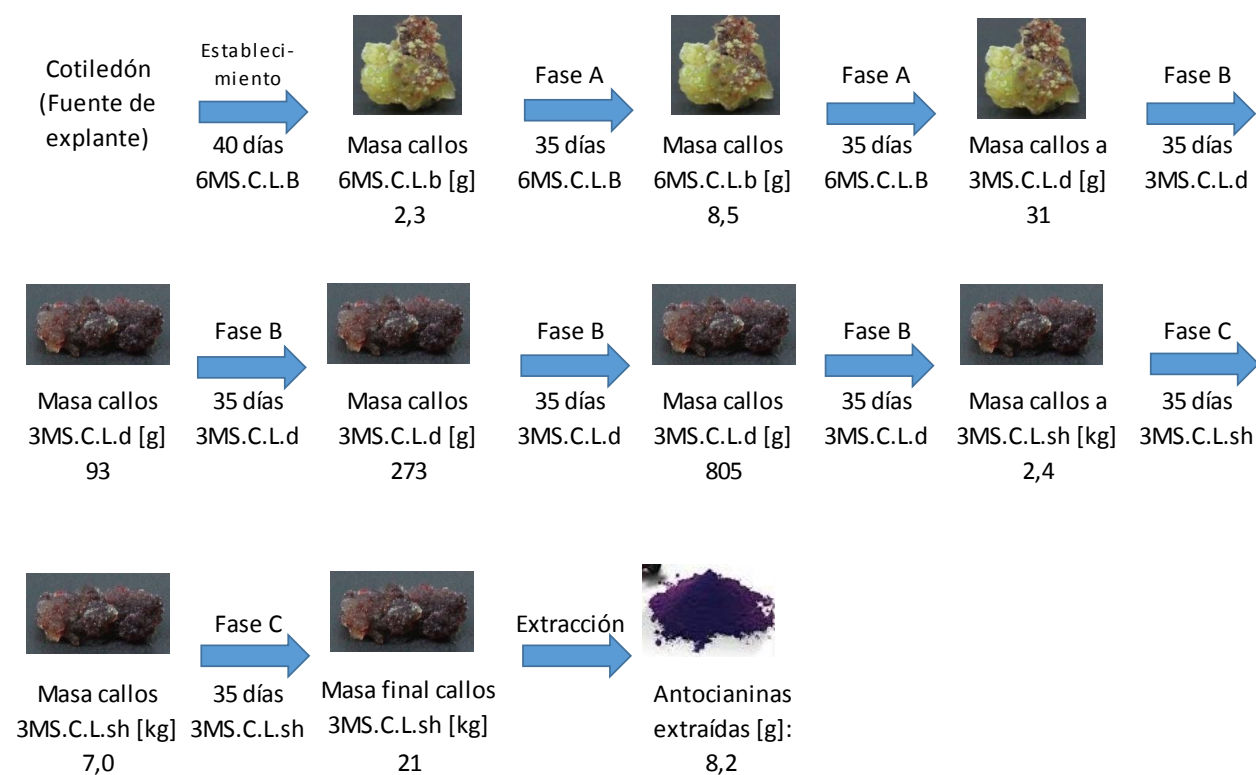 Cotiledón
(Fuente de
explante)
Estableci-
miento
40 días
6MS.C.L.B
Masa callos
6MS.C.L.b [g]
2,3
Fase A
35 días
6MS.C.L.B
Masa callos
6MS.C.L.b [g]
8,5
Fase A
35 días
6MS.C.L.B
Masa callos a
3MS.C.L.d [g]
31
Fase B
35 días
3MS.C.L.d
Masa callos
3MS.C.L.d [g]
93
Fase B
35 días
3MS.C.L.d
Masa callos
3MS.C.L.d [g]
273
Fase B
35 días
3MS.C.L.d
Masa callos
3MS.C.L.d [g]
805
Fase B
35 días
3MS.C.L.d
Masa callos a
3MS.C.L.sh [kg]
2,4
Fase C
35 días
3MS.C.L.sh
Masa callos
3MS.C.L.sh [kg]
7,0
Fase C
35 días
3MS.C.L.sh
Masa final callos
3MS.C.L.sh [kg]
21
Extracción
Antocianinas
extraídas [g]:
8,2